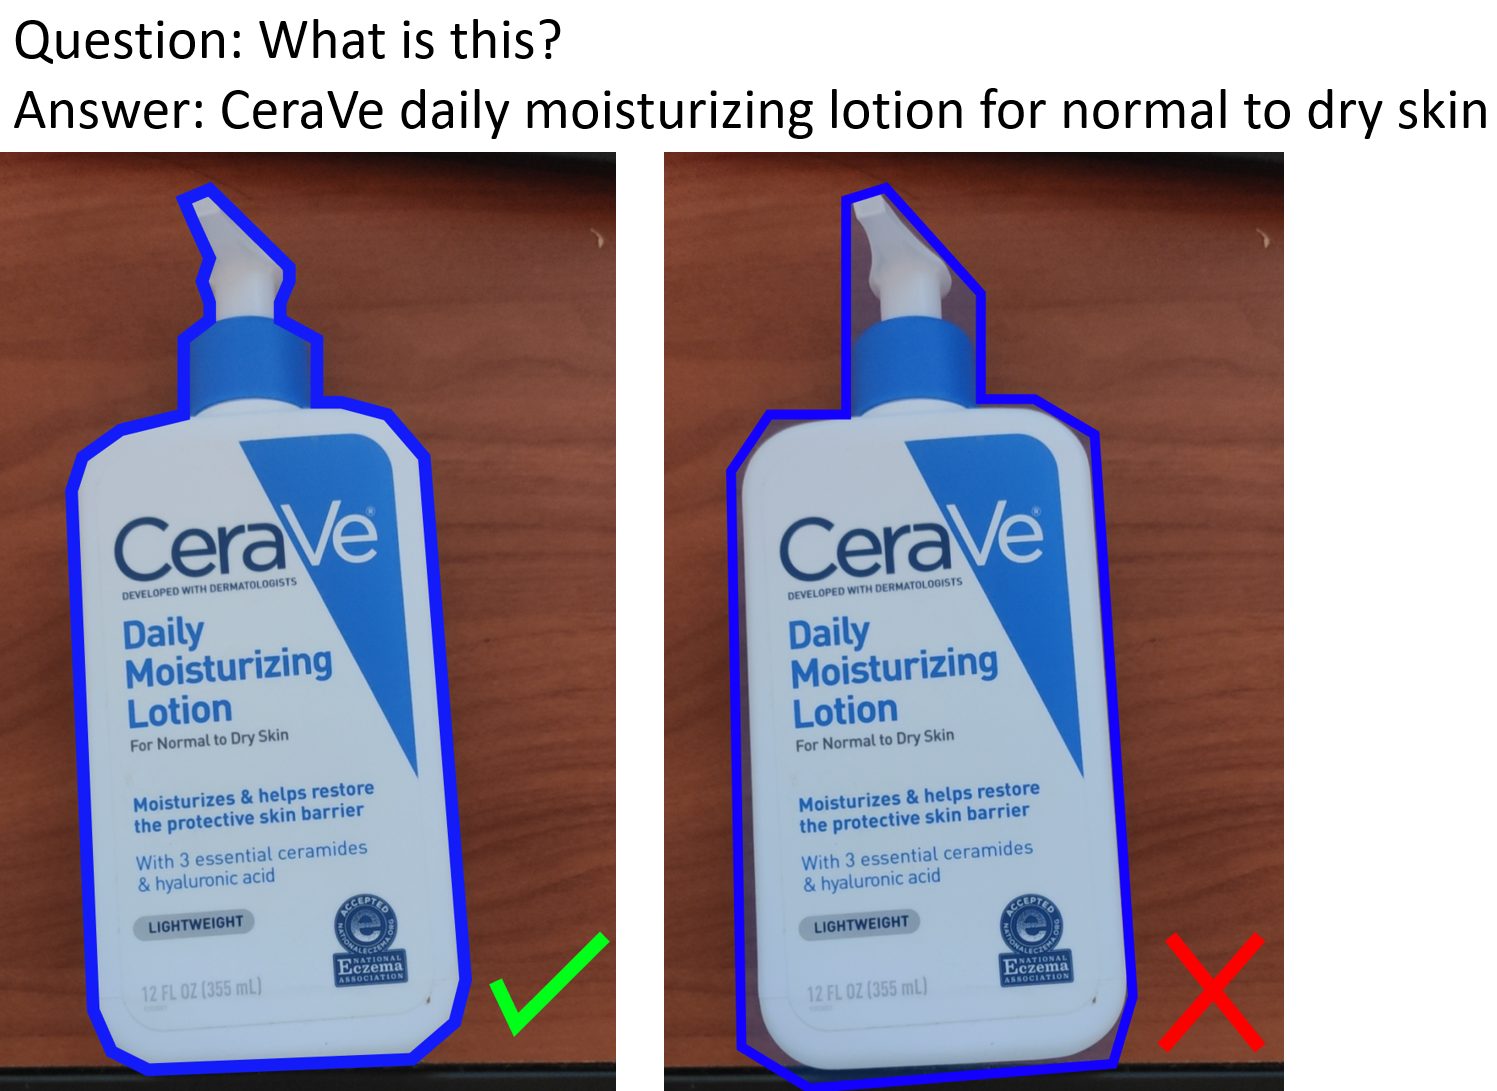 Question: What is this?
Answer: CeraVe daily moisturizing lotion for normal to dry skin
CeraVe®
DEVELOPED WITH DERMATOLOGISTS
Daily
Moisturizing
Lotion
For Normal to Dry Skin
Moisturizes & helps restore
the protective skin barrier
With 3 essential ceramides
& hyaluronic acid
LIGHTWEIGHT
ACCEPTED
NATIONALECZEMA.ORG
NATIONAL
Eczema
ASSOCIATION
12 FL OZ (355 mL)
CeraVe®
DEVELOPED WITH DERMATOLOGISTS
Daily
Moisturizing
Lotion
For Normal to Dry Skin
Moisturizes & helps restore
the protective skin barrier
With 3 essential ceramides
& hyaluronic acid
LIGHTWEIGHT
ACCEPTED
NATIONALECZEMA.ORG
NATIONAL
Eczema
ASSOCIATION
12 FL OZ (355 mL)